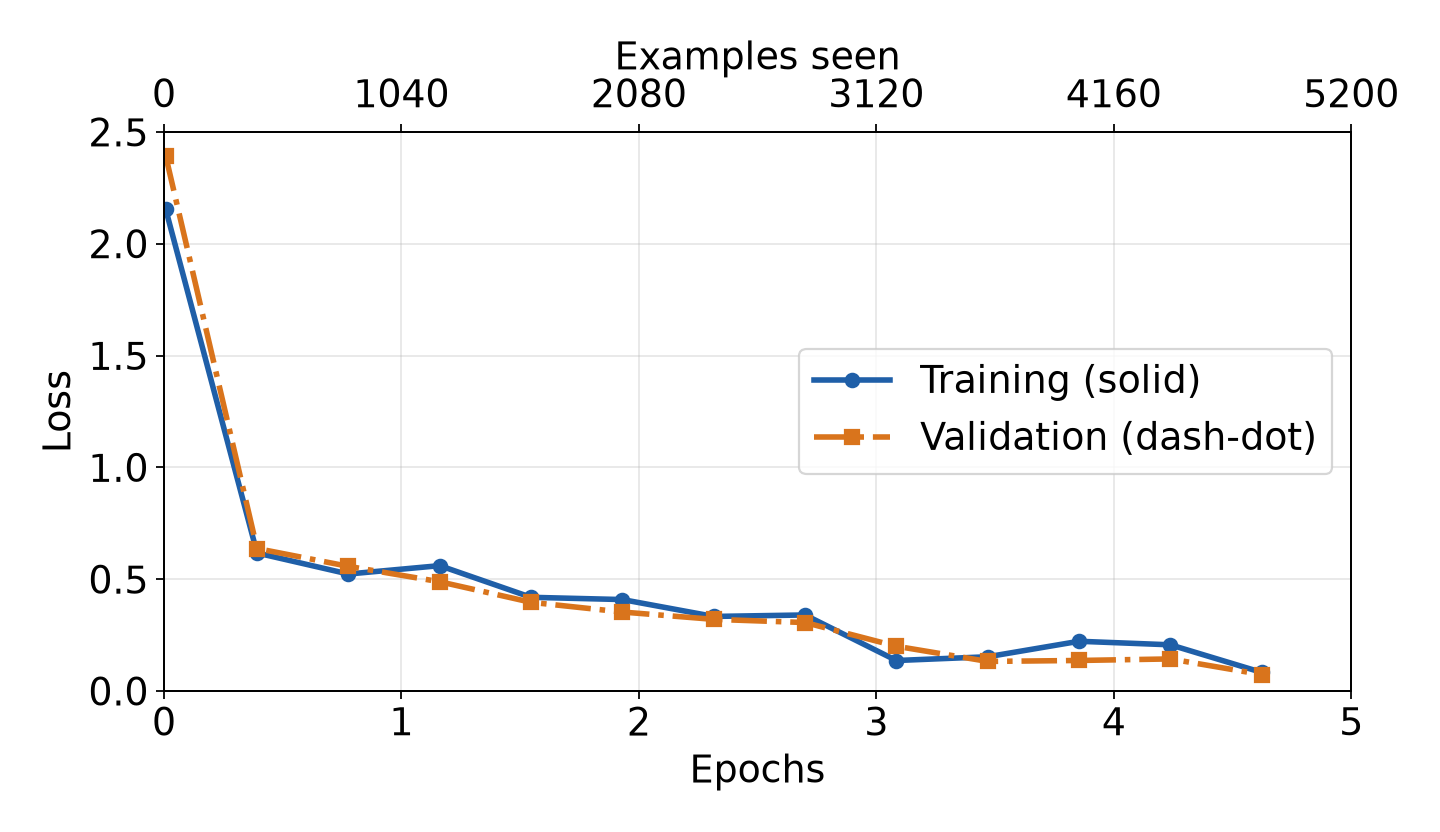 Examples seen
0 1040 2080 3120 4160 5200
2.5
2.0
1.5
1.0
0.5
0.0
Loss
Training (solid)
Validation (dash-dot)
0 1 2 3 4 5
Epochs